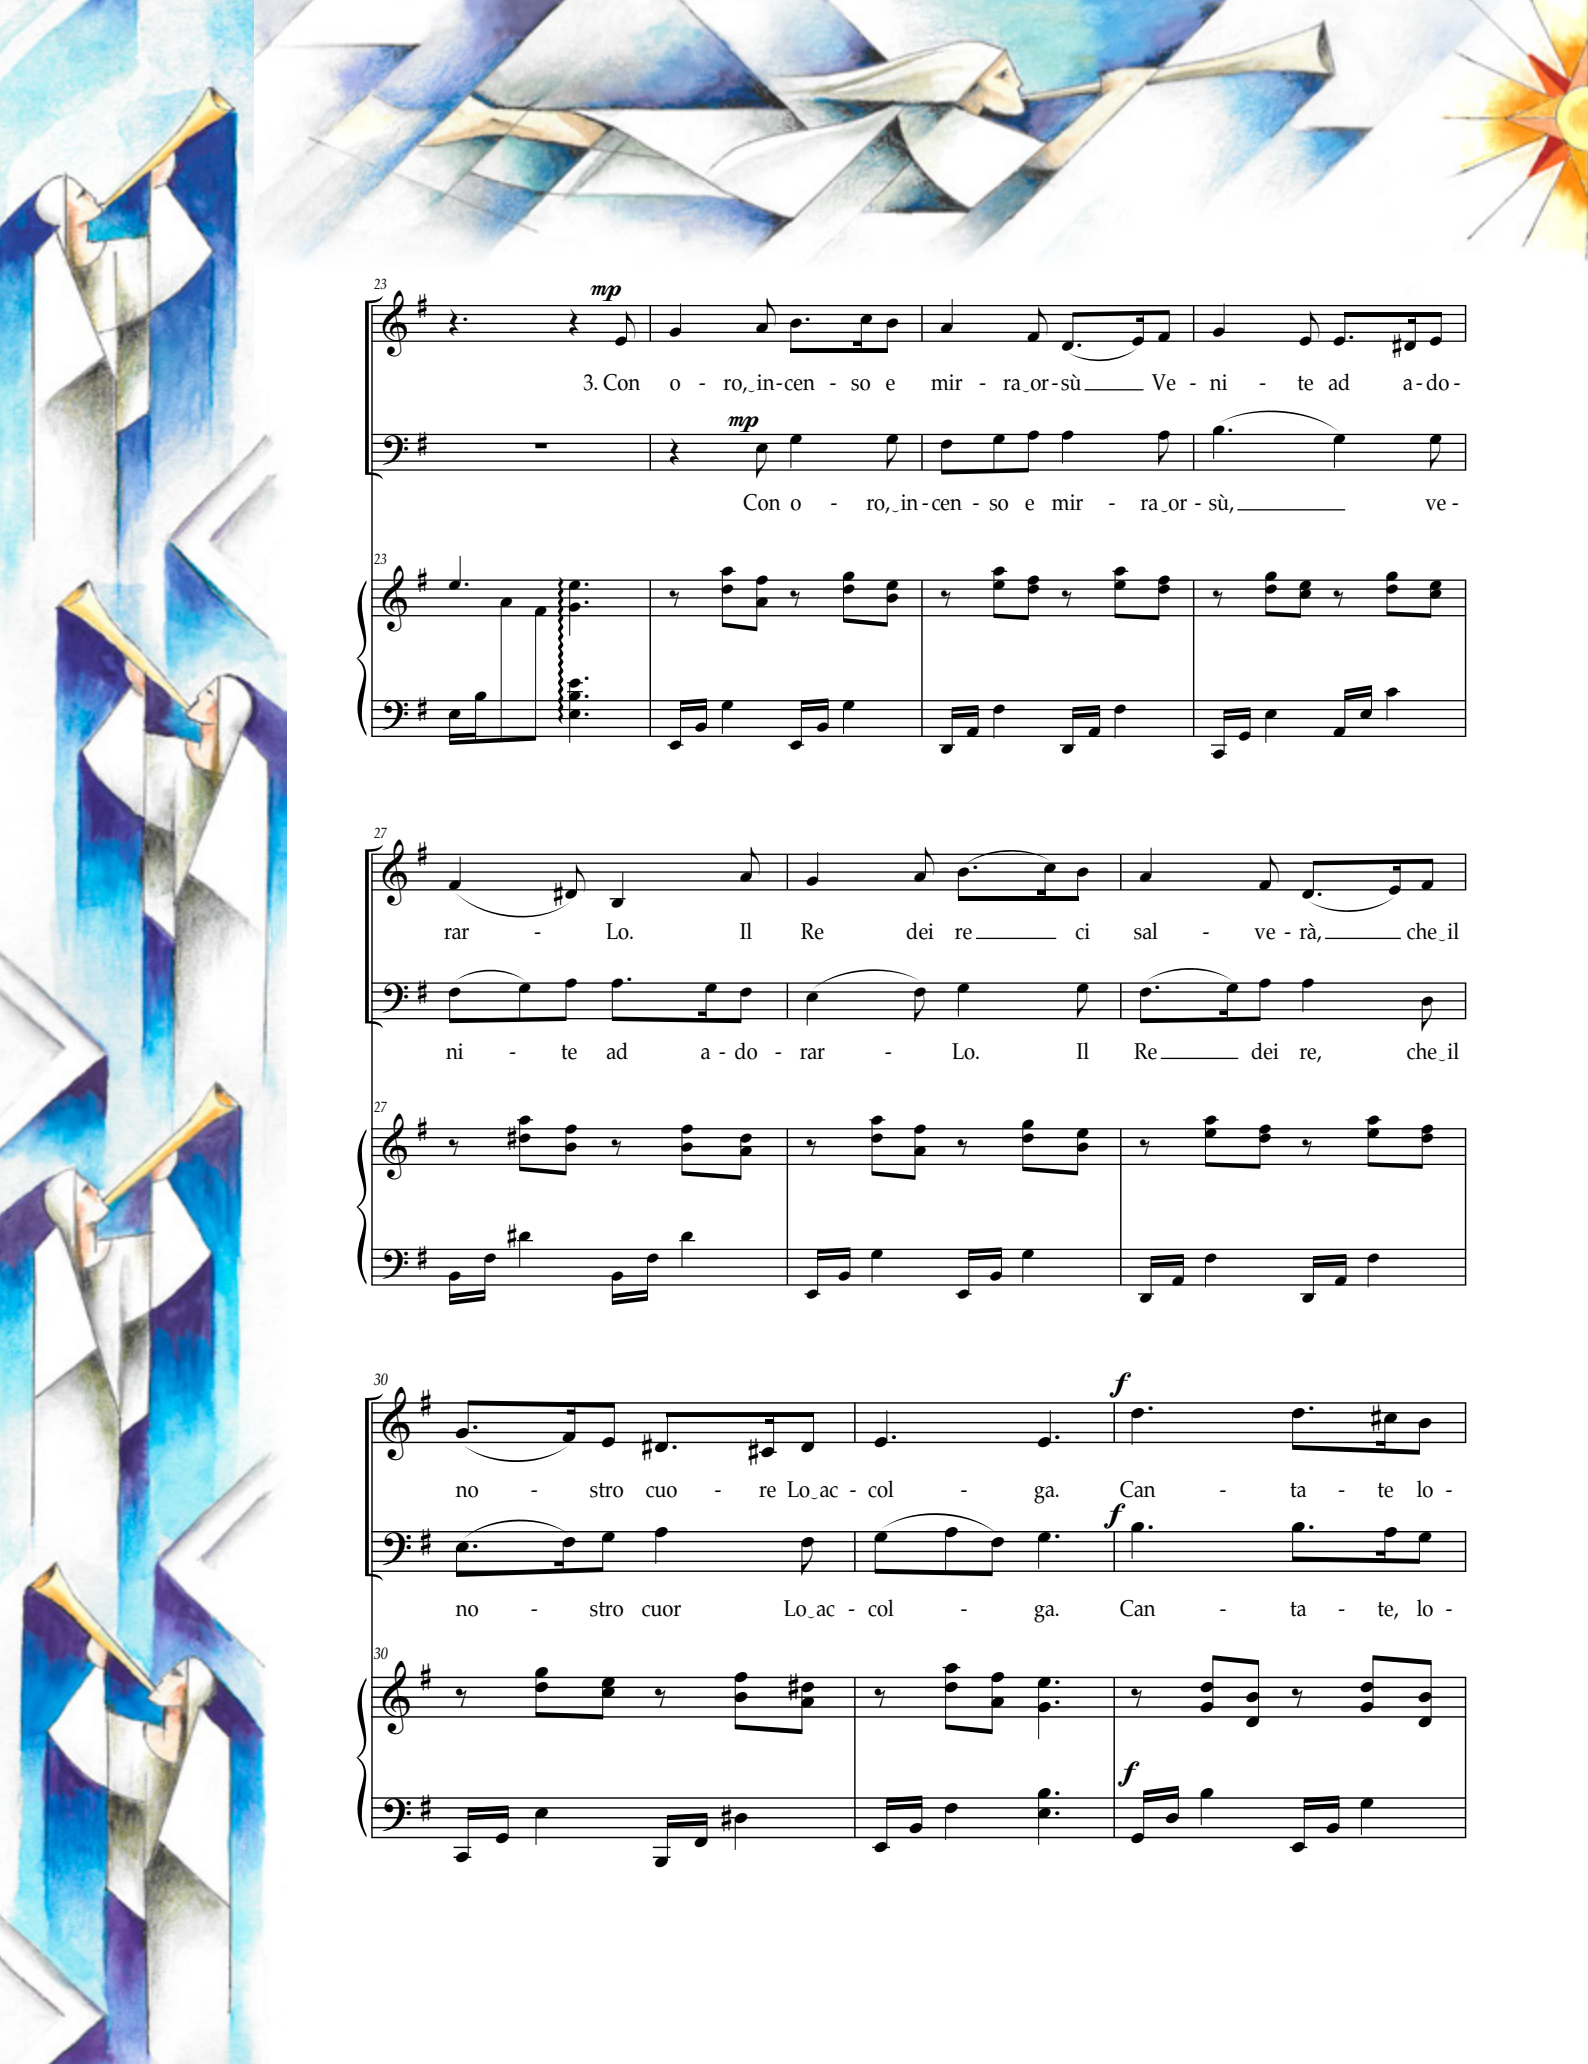 23
mp
3. Con o - ro,‿in-cen - so e mir - ra‿or-sù Ve - ni - te ad a-do-
mp
Con o - ro,‿in-cen - so e mir - ra‿or - sù, ve -
23
27
rar - Lo. Il Re dei re ci sal - ve - rà, che‿il
ni - te ad a - do - rar - Lo. Il Re dei re, che‿il
27
30
f
no - stro cuo - re Lo‿ac - col - ga. Can - ta - te lo -
f
no - stro cuor Lo‿ac - col - ga. Can - ta - te, lo -
30
f